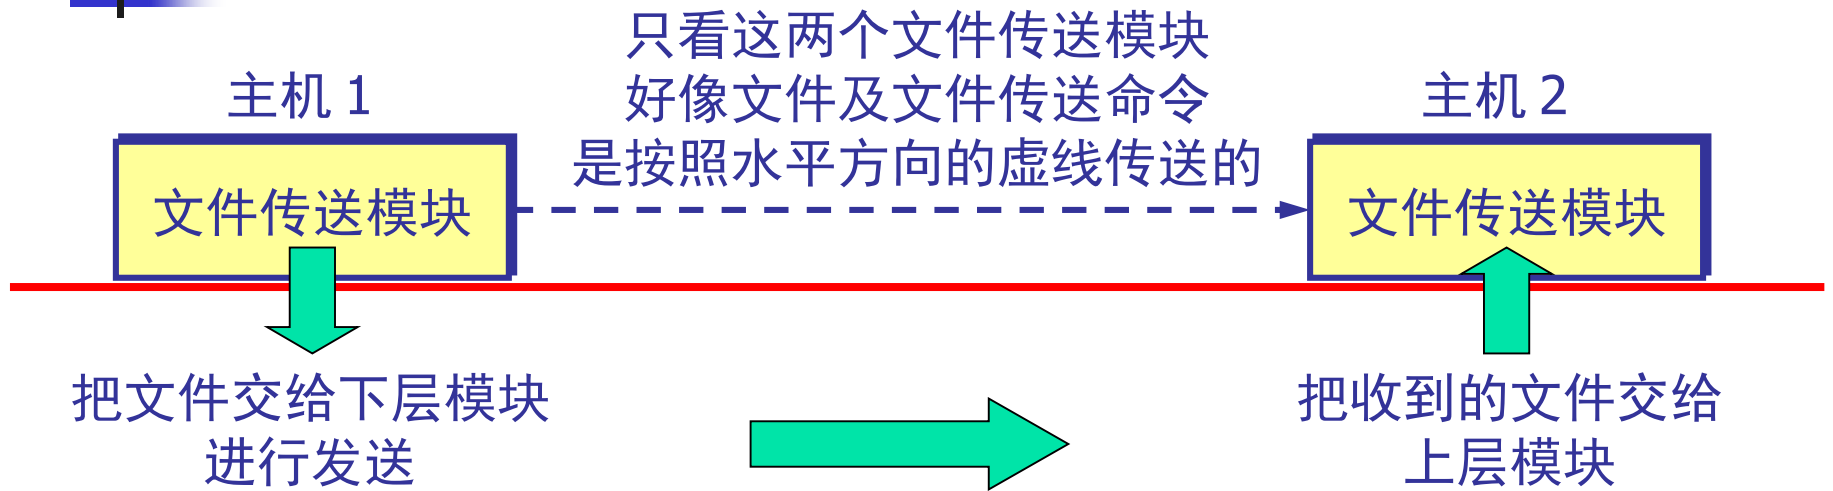 只看这两个文件传送模块
好像文件及文件传送命令
是按照水平方向的虚线传送的
主机 1
主机 2
文件传送模块
文件传送模块
把文件交给下层模块
进行发送
把收到的文件交给
上层模块